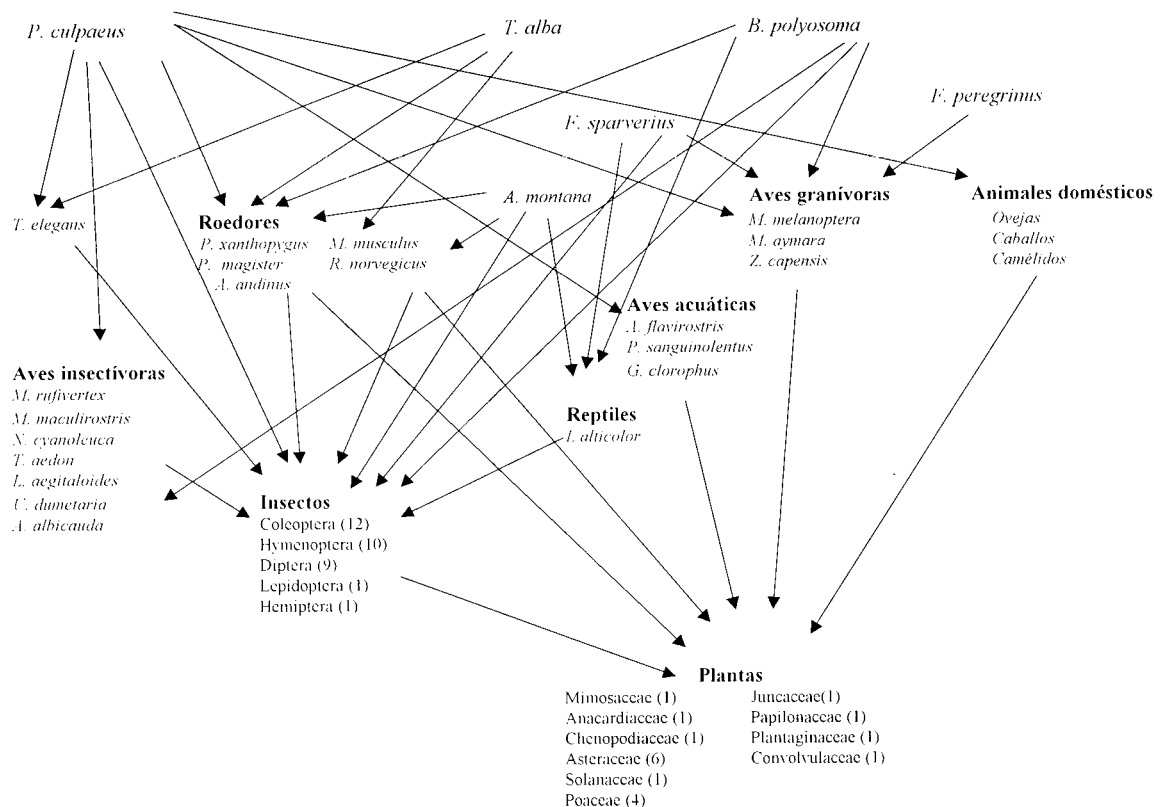 P. culpaeus
T. alba
B. polyosoma
F. peregrinus
F. sparverius
T. elegans
Roedores
P. xanthopygus
P. magister
A. andinus
M. musculus
R. norvegicus
A. montana
Aves granívoras
M. melanoptera
M. aymara
Z. capensis
Animales domésticos
Ovejas
Caballos
Camélidos
Aves acuáticas
A. flavirostris
P. sanguinolentus
G. clorophus
Aves insectívoras
M. rufivertex
M. maculirostris
N. cyanoleuca
T. aedon
L. aegitaloides
U. dumetaria
A. albicauda
Reptiles
L alticolor
Insectos
Coleoptera (12)
Hymenoptera (10)
Diptera (9)
Lepidoptera (1)
Hemiptera (1)
Plantas
Mimosaceae (1)
Anacardiaceae (1)
Chenopodiaceae (1)
Asteraceae (6)
Solanaceae (1)
Poaceae (4)
Juncaceae(1)
Papilonaceae (1)
Plantaginaceae (1)
Convolvulaceae (1)